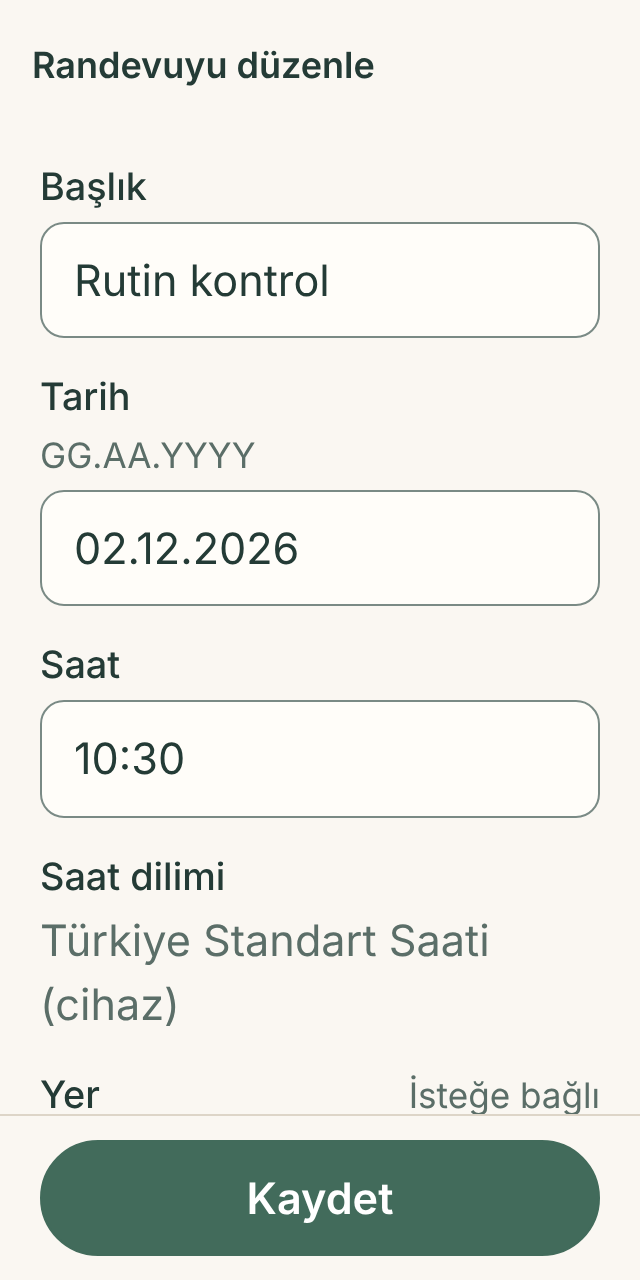 Randevuyu düzenle
Başlık
Rutin kontrol
Tarih
GG.AA.YYYY
02.12.2026
Saat
10:30
Saat dilimi
Türkiye Standart Saati
(cihaz)
Yer
İsteğe bağlı
Kaydet